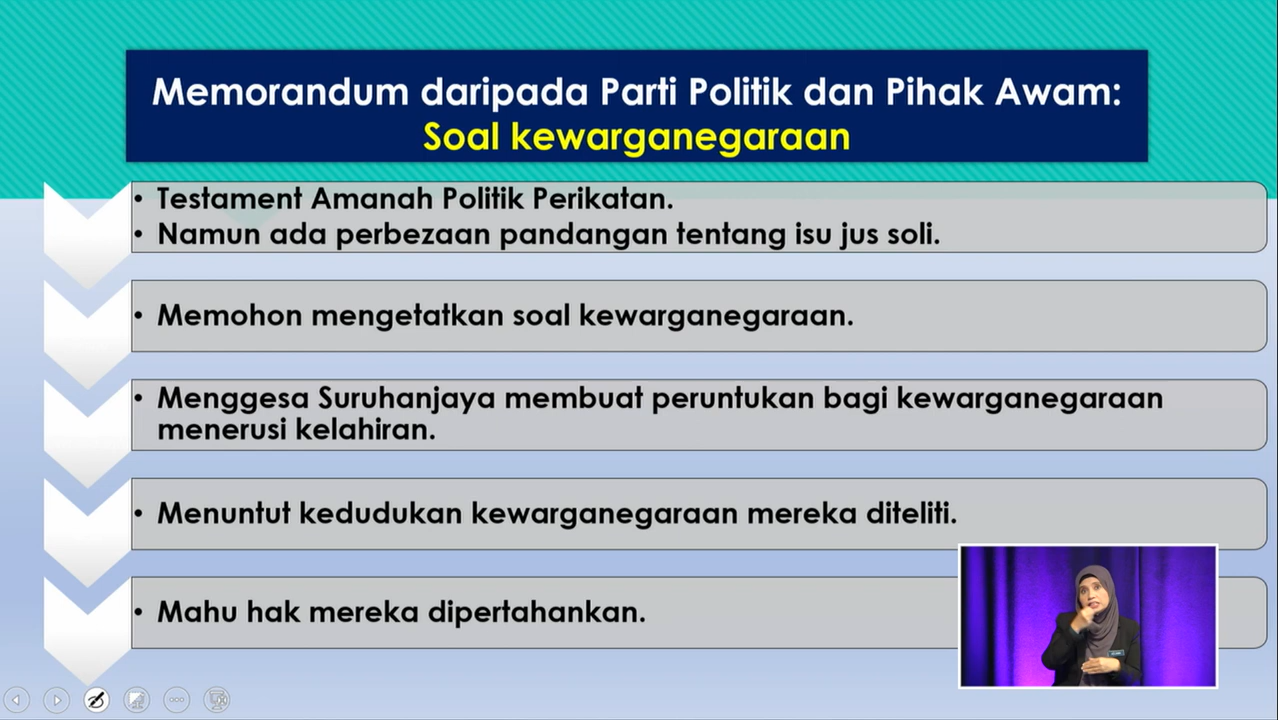 Memorandum daripada Parti Politik dan Pihak Awam:
Soal kewarganegaraan
• Testament Amanah Politik Perikatan.
• Namun ada perbezaan pandangan tentang isu jus soli.
• Memohon mengetatkan soal kewarganegaraan.
• Menggesa Suruhanjaya membuat peruntukan bagi kewarganegaraan
menerusi kelahiran.
• Menuntut kedudukan kewarganegaraan mereka diteliti.
• Mahu hak mereka dipertahankan.